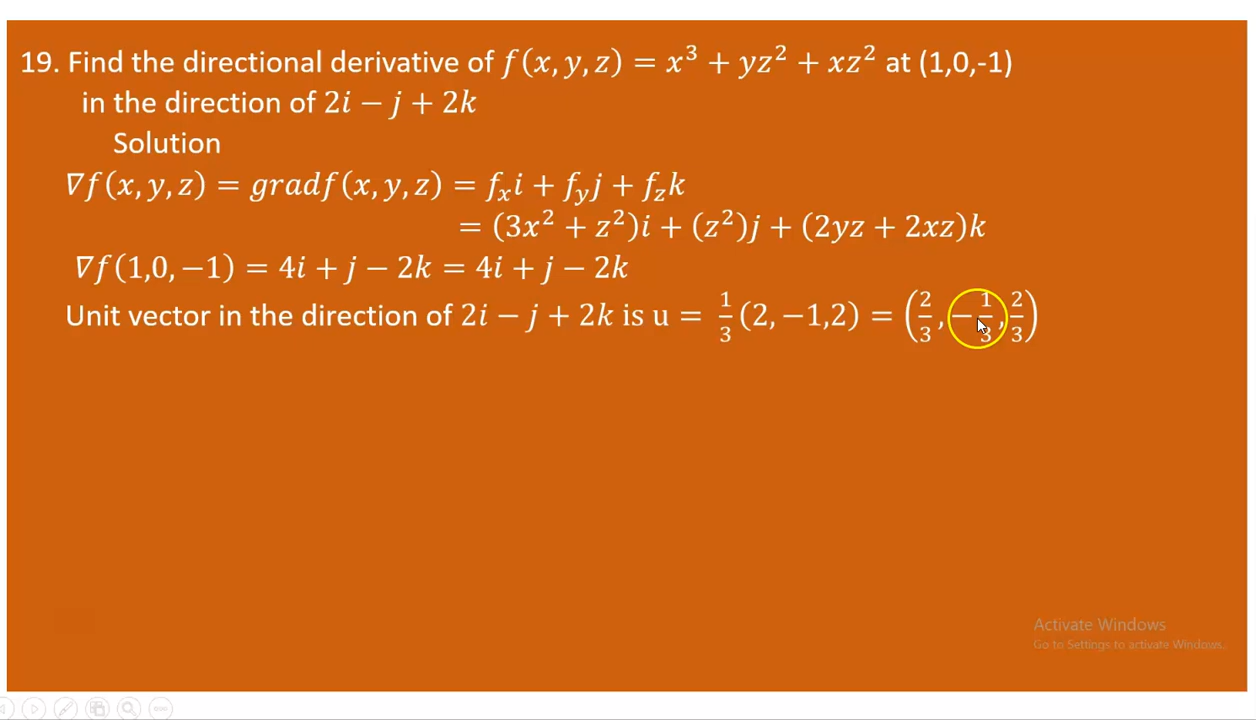 19. Find the directional derivative of f(x, y, z) = x³ + yz² + xz² at (1,0,-1)
in the direction of 2i − j + 2k
Solution
∇f(x, y, z) = gradf(x, y, z) = fₓi + f_y j + f_z k
= (3x² + z²)i + (z²)j + (2yz + 2xz)k
∇f(1,0, −1) = 4i + j − 2k = 4i + j − 2k
Unit vector in the direction of 2i − j + 2k is u = 1/3 (2, −1,2) = (2/3, −1/3, 2/3)
Activate Windows
Go to Settings to activate Windows.